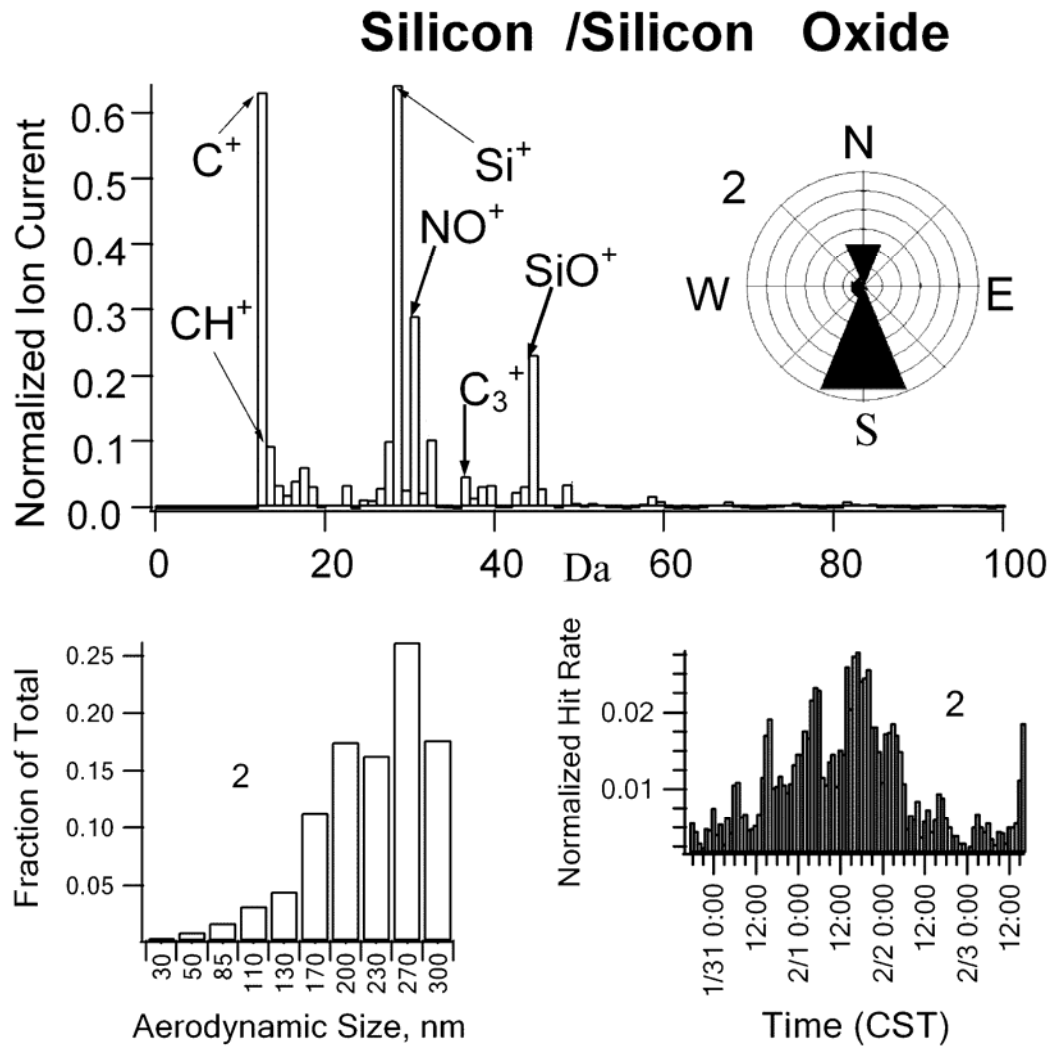 Silicon /Silicon Oxide
Normalized Ion Current
0.6
0.5
0.4
0.3
0.2
0.1
0.0
C⁺
Si⁺
NO⁺
SiO⁺
CH⁺
C₃⁺
0 20 40 Da 60 80 100
2
N
W E
S
Fraction of Total
0.25
0.20
0.15
0.10
0.05
2
30 50 85 110 130 170 200 230 270 300
Aerodynamic Size, nm
Normalized Hit Rate
0.02
0.01
2
1/31 0:00 12:00 2/1 0:00 12:00 2/2 0:00 12:00 2/3 0:00 12:00
Time (CST)